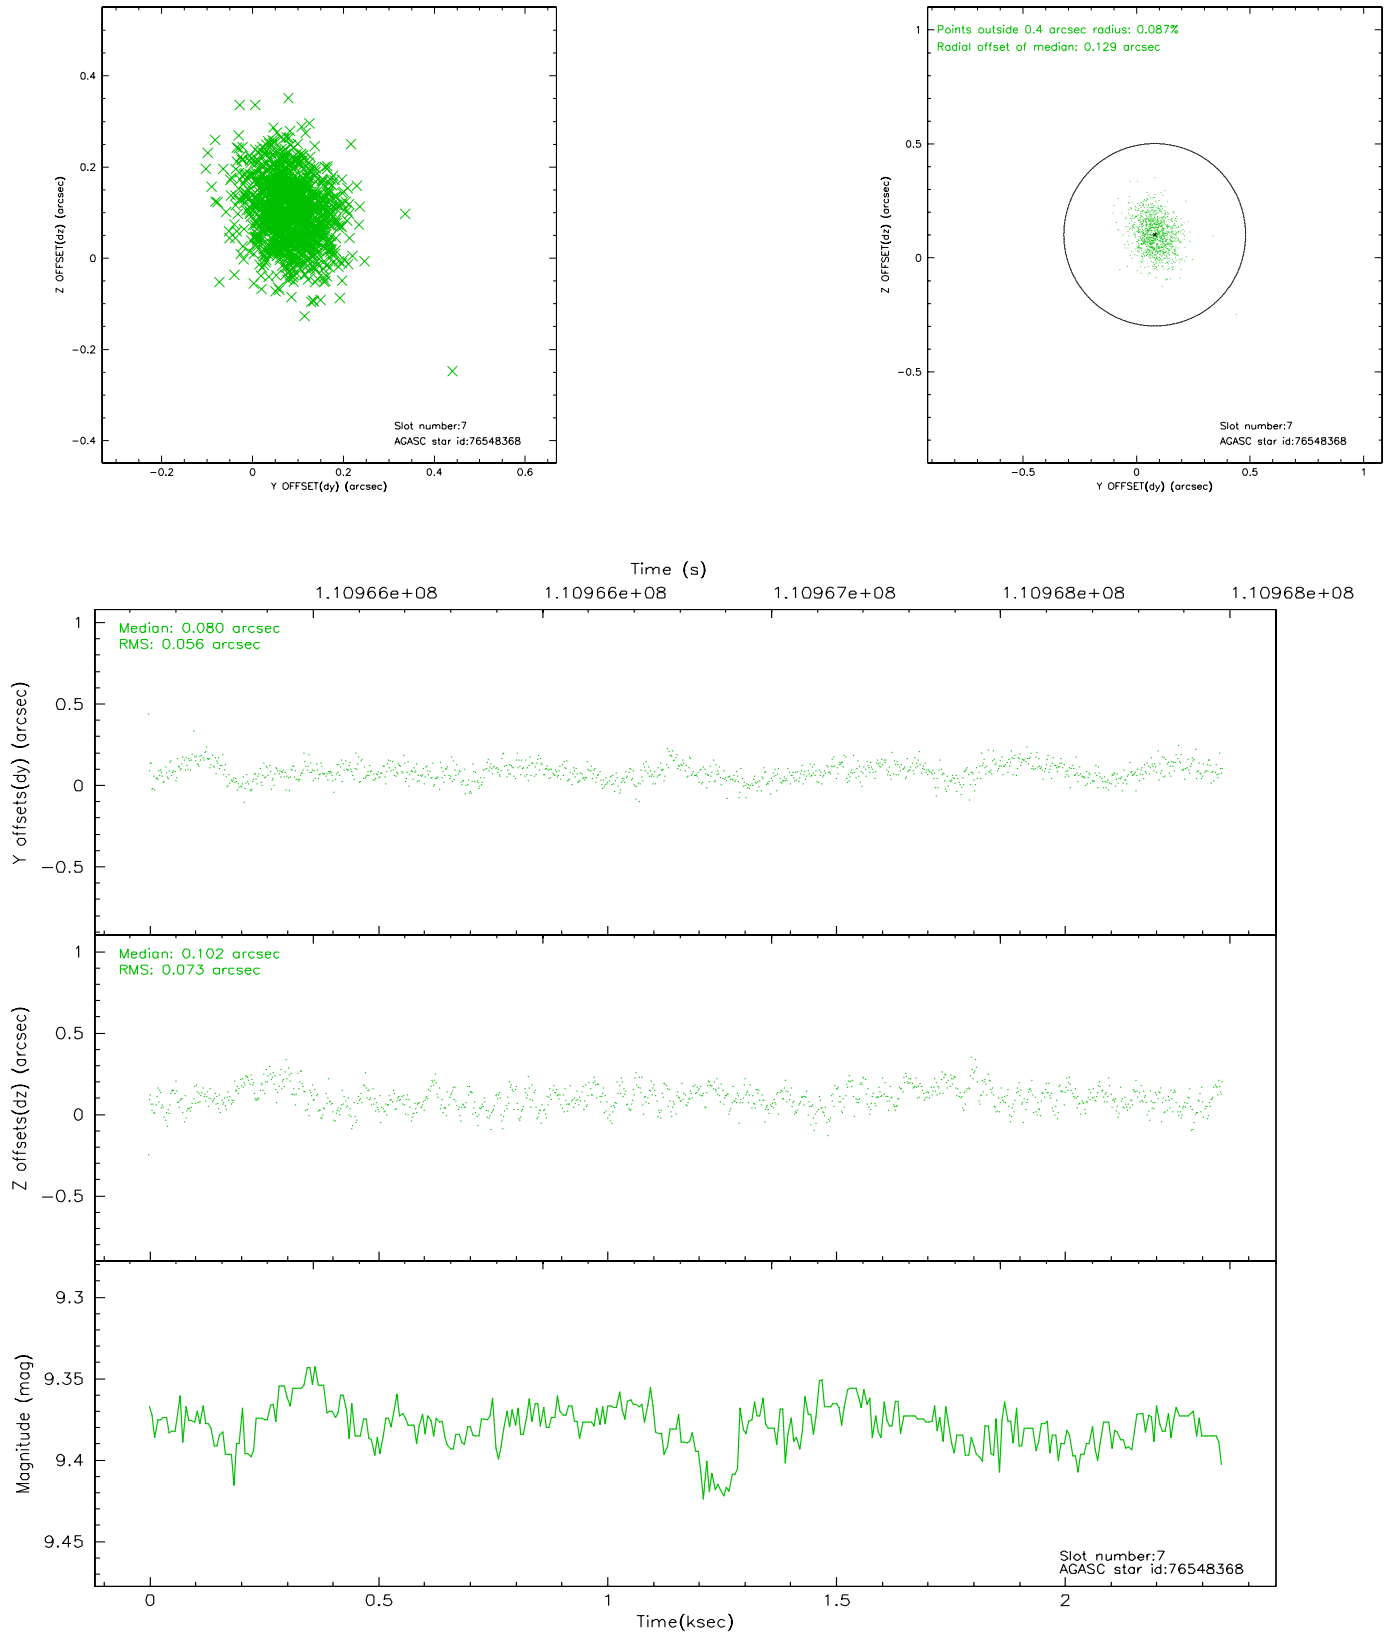 0.4
0.2
0
−0.2
−0.4
Z OFFSET(dz) (arcsec)
Slot number:7
AGASC star id:76548368
−0.2 0 0.2 0.4 0.6
Y OFFSET(dy) (arcsec)
Points outside 0.4 arcsec radius: 0.087%
Radial offset of median: 0.129 arcsec
1
0.5
0
−0.5
Z OFFSET(dz) (arcsec)
Slot number:7
AGASC star id:76548368
−0.5 0 0.5 1
Y OFFSET(dy) (arcsec)
Time (s)
1.10966e+08 1.10966e+08 1.10967e+08 1.10968e+08 1.10968e+08
Median: 0.080 arcsec
RMS: 0.056 arcsec
1
0.5
0
−0.5
Y offsets(dy) (arcsec)
Median: 0.102 arcsec
RMS: 0.073 arcsec
1
0.5
0
−0.5
Z offsets(dz) (arcsec)
9.3
9.35
9.4
9.45
Magnitude (mag)
Slot number:7
AGASC star id:76548368
0 0.5 1 1.5 2
Time(ksec)